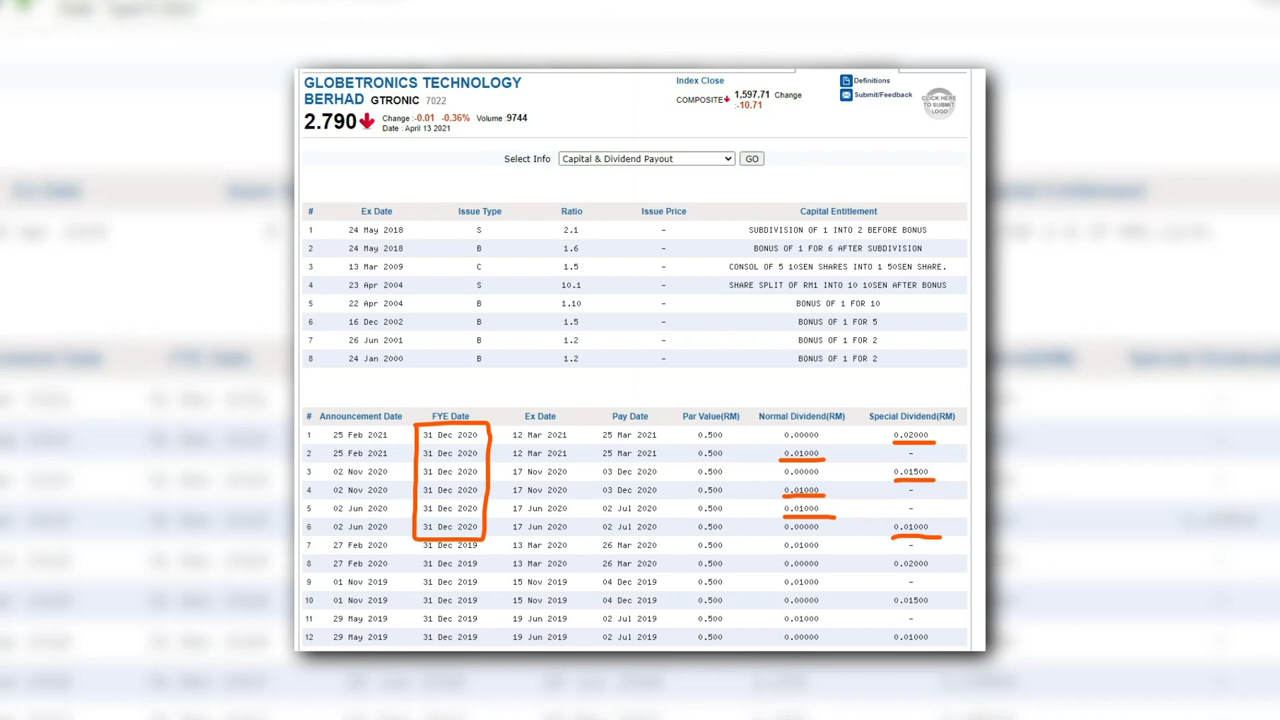 GLOBETRONICS TECHNOLOGY
BERHAD GTRONIC 7022
2.790 Change :-0.01 -0.36% Volume :9744
Date : April 13 2021
Index Close
COMPOSITE 1,597.71 Change
:-10.71
Definitions
Submit/Feedback
CLICK HERE
TO SUBMIT
LOGO
Select Info Capital & Dividend Payout GO
# Ex Date Issue Type Ratio Issue Price Capital Entitlement
1 24 May 2018 S 2.1 – SUBDIVISION OF 1 INTO 2 BEFORE BONUS
2 24 May 2018 B 1.6 – BONUS OF 1 FOR 6 AFTER SUBDIVISION
3 13 Mar 2009 C 1.5 – CONSOL OF 5 10SEN SHARES INTO 1 50SEN SHARE.
4 23 Apr 2004 S 10.1 – SHARE SPLIT OF RM1 INTO 10 10SEN AFTER BONUS
5 22 Apr 2004 B 1.10 – BONUS OF 1 FOR 10
6 16 Dec 2002 B 1.5 – BONUS OF 1 FOR 5
7 26 Jun 2001 B 1.2 – BONUS OF 1 FOR 2
8 24 Jan 2000 B 1.2 – BONUS OF 1 FOR 2
# Announcement Date FYE Date Ex Date Pay Date Par Value(RM) Normal Dividend(RM) Special Dividend(RM)
1 25 Feb 2021 31 Dec 2020 12 Mar 2021 25 Mar 2021 0.500 0.00000 0.02000
2 25 Feb 2021 31 Dec 2020 12 Mar 2021 25 Mar 2021 0.500 0.01000 –
3 02 Nov 2020 31 Dec 2020 17 Nov 2020 03 Dec 2020 0.500 0.00000 0.01500
4 02 Nov 2020 31 Dec 2020 17 Nov 2020 03 Dec 2020 0.500 0.01000 –
5 02 Jun 2020 31 Dec 2020 17 Jun 2020 02 Jul 2020 0.500 0.01000 –
6 02 Jun 2020 31 Dec 2020 17 Jun 2020 02 Jul 2020 0.500 0.00000 0.01000
7 27 Feb 2020 31 Dec 2019 13 Mar 2020 26 Mar 2020 0.500 0.01000 –
8 27 Feb 2020 31 Dec 2019 13 Mar 2020 26 Mar 2020 0.500 0.00000 0.02000
9 01 Nov 2019 31 Dec 2019 15 Nov 2019 04 Dec 2019 0.500 0.01000 –
10 01 Nov 2019 31 Dec 2019 15 Nov 2019 04 Dec 2019 0.500 0.00000 0.01500
11 29 May 2019 31 Dec 2019 19 Jun 2019 02 Jul 2019 0.500 0.01000 –
12 29 May 2019 31 Dec 2019 19 Jun 2019 02 Jul 2019 0.500 0.00000 0.01000